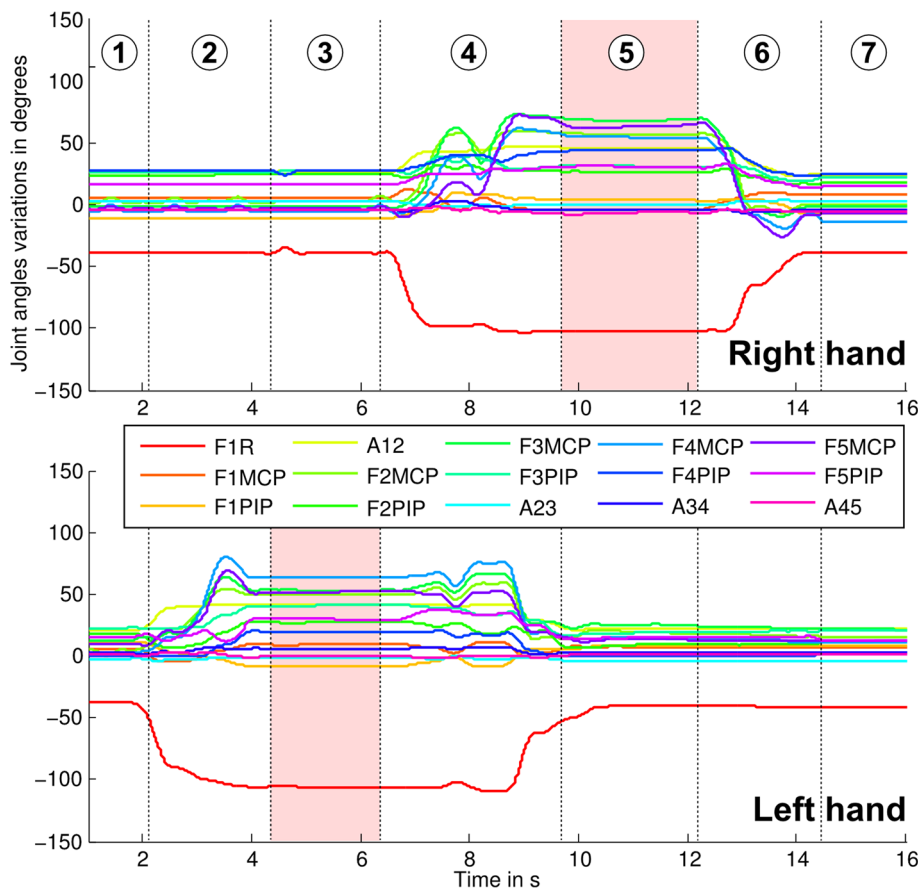 Joint angles variations in degrees
150
100
50
0
−50
−100
−150
1 2 3 4 5 6 7
Right hand
2 4 6 8 10 12 14 16
F1R A12 F3MCP F4MCP F5MCP
F1MCP F2MCP F3PIP F4PIP F5PIP
F1PIP F2PIP A23 A34 A45
150
100
50
0
−50
−100
−150
Left hand
2 4 6 8 10 12 14 16
Time in s